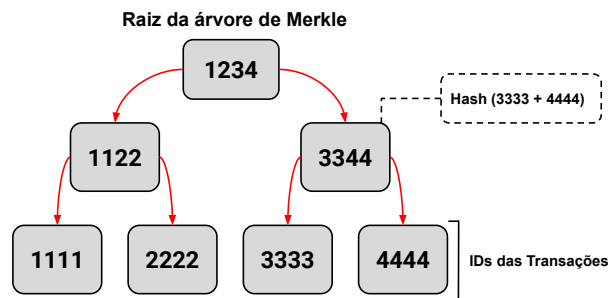 Raiz da árvore de Merkle
1234
Hash (3333 + 4444)
1122
3344
1111
2222
3333
4444
IDs das Transações